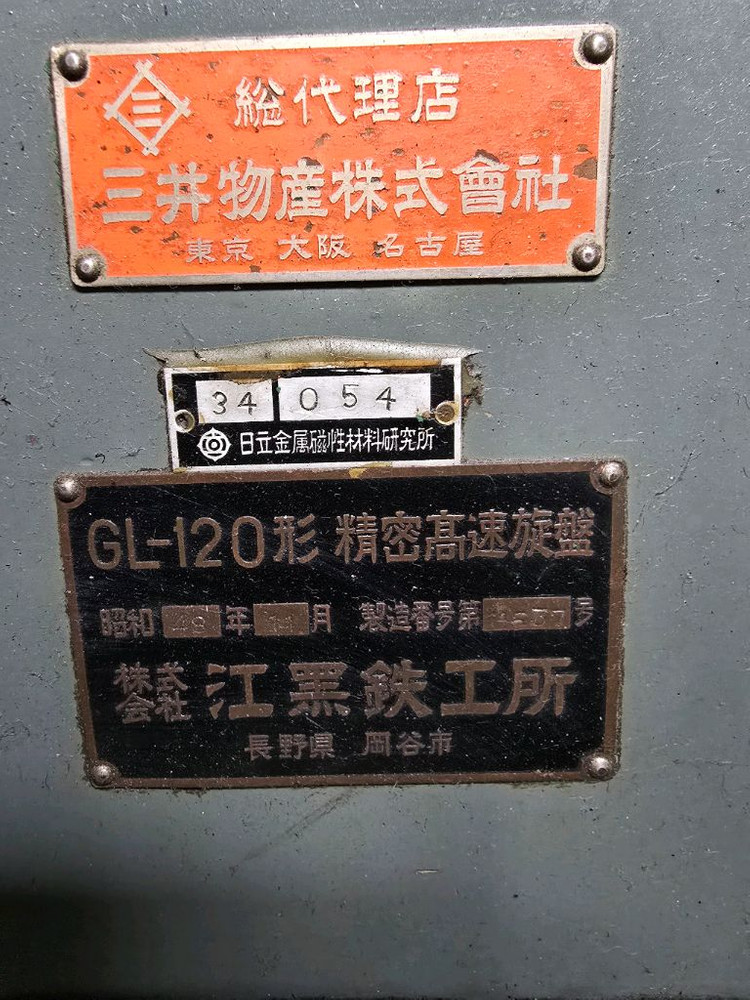 総代理店
三井物産株式會社
東京 大阪 名古屋
34 054
日立金属磁性材料研究所
GL-120形 精密高速旋盤
昭和 48 年 11 月 製造番号第 号
株式会社 江黒鉄工所
長野県 岡谷市